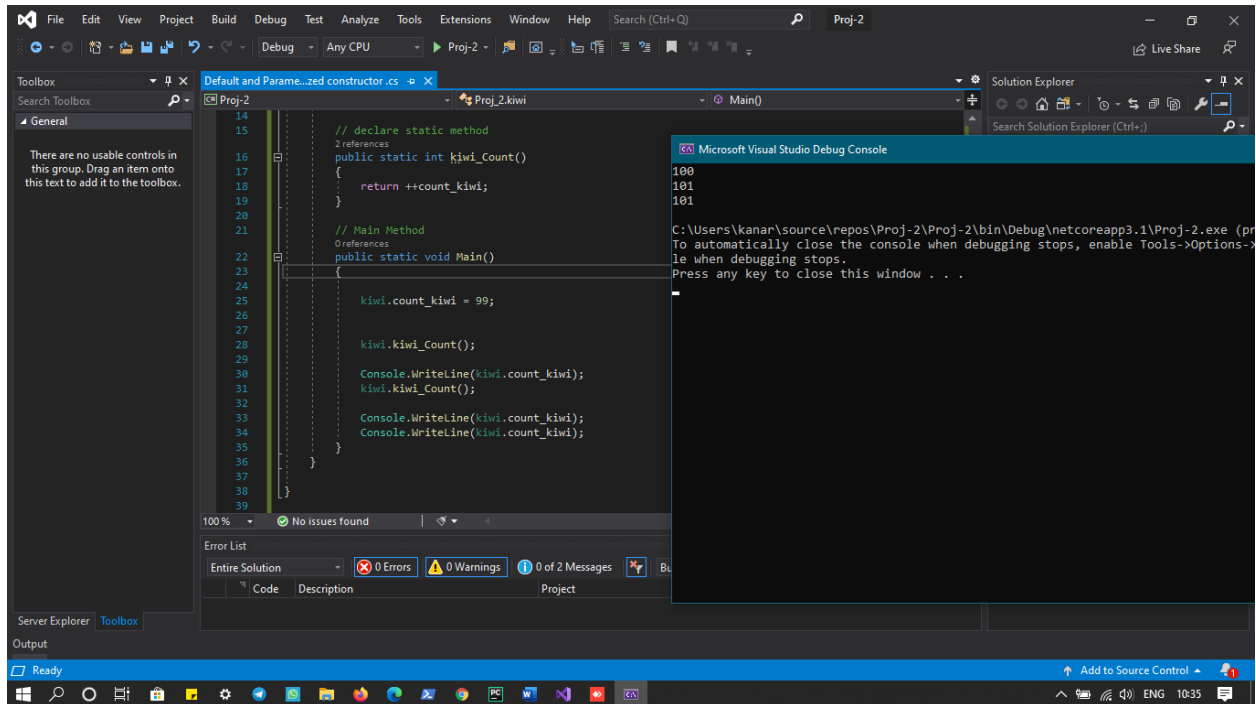 File Edit View Project Build Debug Test Analyze Tools Extensions Window Help Search (Ctrl+Q) Proj-2
Debug Any CPU Proj-2 Live Share
Toolbox
Search Toolbox
General
There are no usable controls in
this group. Drag an item onto
this text to add it to the toolbox.
Default and Parame...zed constructor .cs
Proj-2 Proj_2.kiwi Main()
14
15 // declare static method
2 references
16 public static int kiwi_Count()
17 {
18 return ++count_kiwi;
19 }
20
21 // Main Method
0 references
22 public static void Main()
23 {
24
25 kiwi.count_kiwi = 99;
26
27
28 kiwi.kiwi_Count();
29
30 Console.WriteLine(kiwi.count_kiwi);
31 kiwi.kiwi_Count();
32
33 Console.WriteLine(kiwi.count_kiwi);
34 Console.WriteLine(kiwi.count_kiwi);
35 }
36 }
37
38 }
39
100 % No issues found
Error List
Entire Solution 0 Errors 0 Warnings 0 of 2 Messages Bu
Code Description Project
Solution Explorer
Search Solution Explorer (Ctrl+;)
Microsoft Visual Studio Debug Console
100
101
101
C:\Users\kanar\source\repos\Proj-2\Proj-2\bin\Debug\netcoreapp3.1\Proj-2.exe (pr
To automatically close the console when debugging stops, enable Tools->Options->
le when debugging stops.
Press any key to close this window . . .
Server Explorer Toolbox
Output
Ready Add to Source Control 1
ENG 10:35